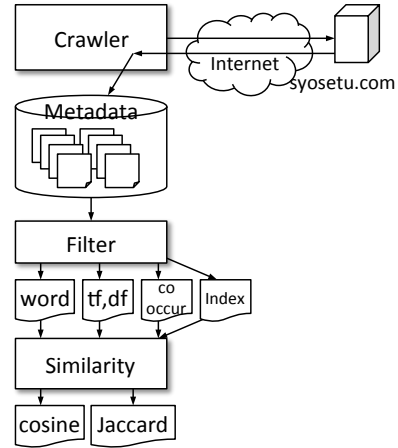 Crawler
Internet
syosetu.com
Metadata
Filter
word
tf,df
co
occur
Index
Similarity
cosine
Jaccard